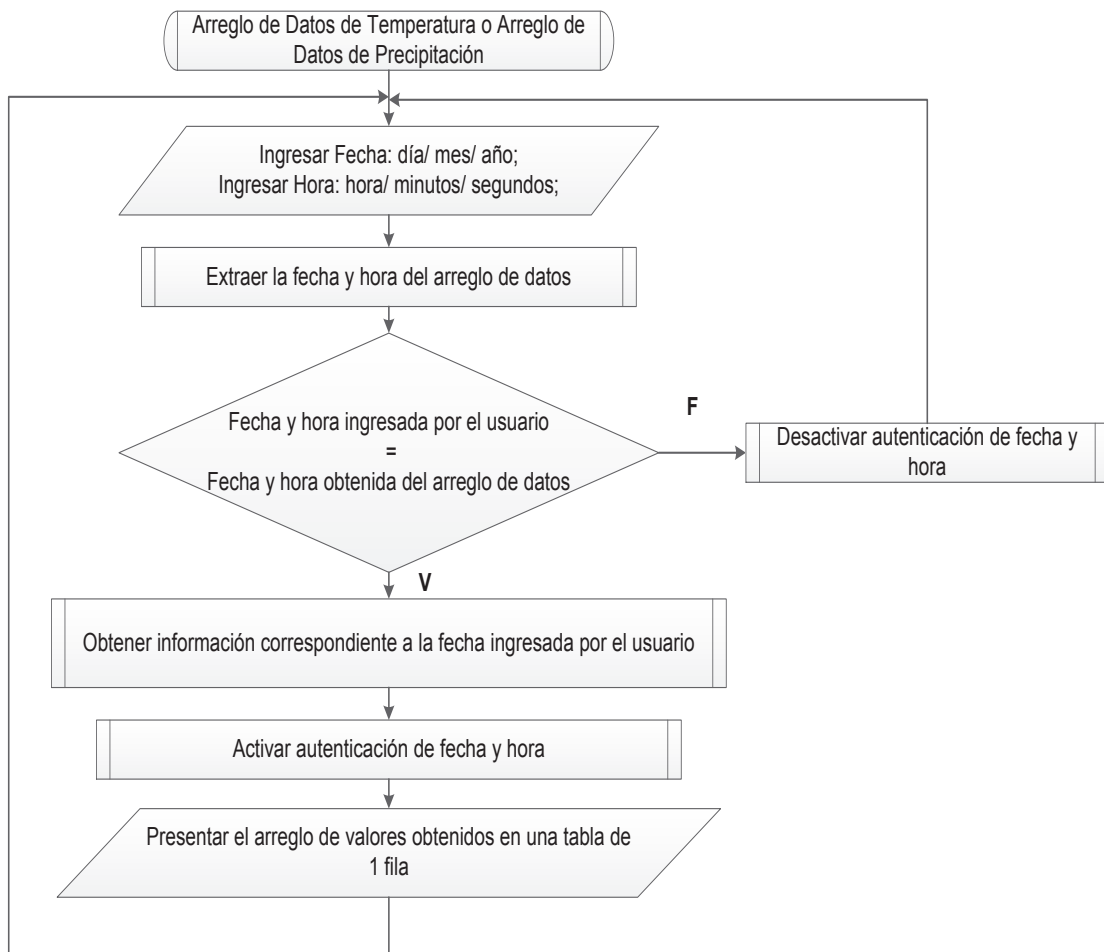 Arreglo de Datos de Temperatura o Arreglo de
Datos de Precipitación
Ingresar Fecha: día/ mes/ año;
Ingresar Hora: hora/ minutos/ segundos;
Extraer la fecha y hora del arreglo de datos
Fecha y hora ingresada por el usuario
=
Fecha y hora obtenida del arreglo de datos
F
Desactivar autenticación de fecha y
hora
V
Obtener información correspondiente a la fecha ingresada por el usuario
Activar autenticación de fecha y hora
Presentar el arreglo de valores obtenidos en una tabla de
1 fila